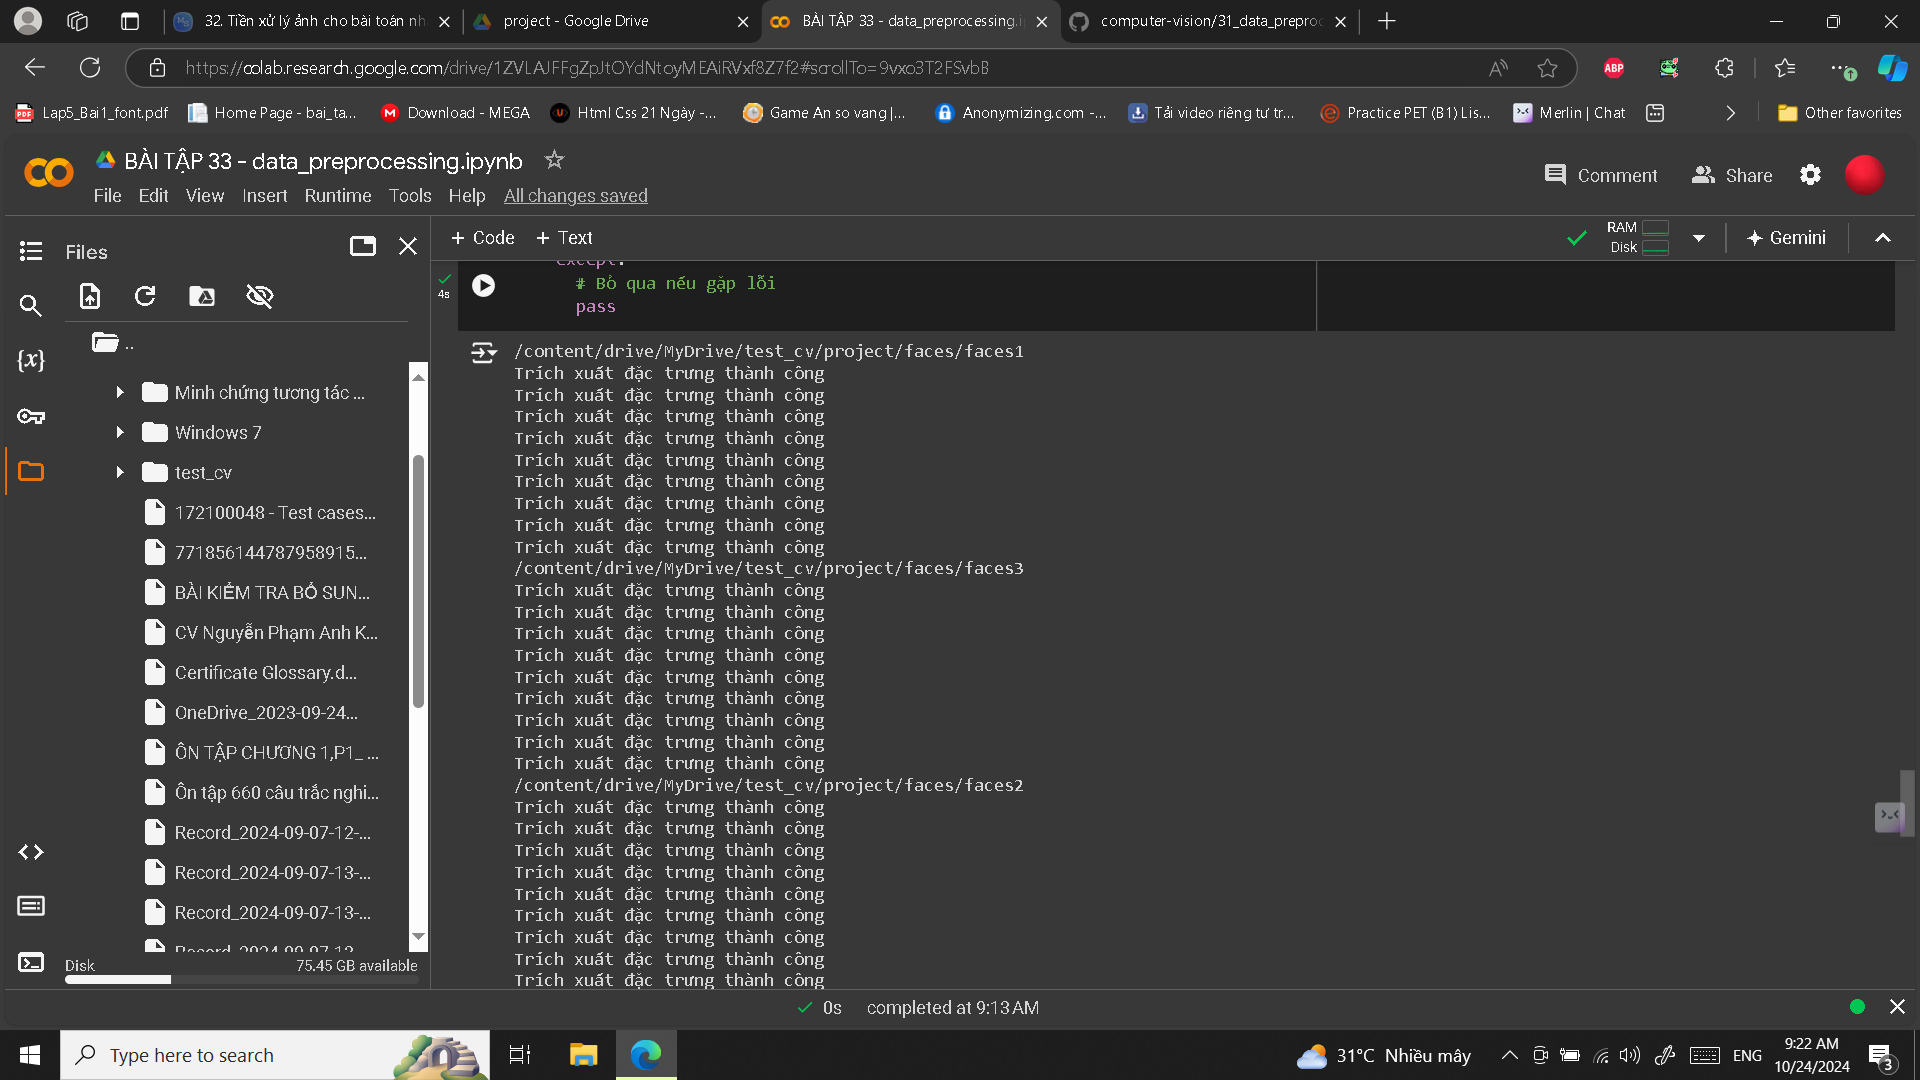 32. Tiền xử lý ảnh cho bài toán nh
project - Google Drive
BÀI TẬP 33 - data_preprocessing.i
computer-vision/31_data_preproc
https://colab.research.google.com/drive/1ZVLAJFFgZpJtOYdNtoyMEAiRVxf8Z7f2#scrollTo=9vxo3T2FSvbB
ABP
Lap5_Bai1_font.pdf
Home Page - bai_ta...
Download - MEGA
Html Css 21 Ngày -...
Game An so vang |...
Anonymizing.com -...
Tải video riêng tư tr...
Practice PET (B1) Lis...
Merlin | Chat
Other favorites
BÀI TẬP 33 - data_preprocessing.ipynb
File Edit View Insert Runtime Tools Help All changes saved
Comment
Share
Files
+ Code + Text
RAM
Disk
Gemini
..
Minh chứng tương tác ...
Windows 7
test_cv
172100048 - Test cases...
771856144787958915...
BÀI KIỂM TRA BỔ SUN...
CV Nguyễn Phạm Anh K...
Certificate Glossary.d...
OneDrive_2023-09-24...
ÔN TẬP CHƯƠNG 1,P1_ ...
Ôn tập 660 câu trắc nghi...
Record_2024-09-07-12-...
Record_2024-09-07-13-...
Record_2024-09-07-13-...
Record_2024-09-07-13-...
Disk
75.45 GB available
except:
4s
# Bỏ qua nếu gặp lỗi
pass
/content/drive/MyDrive/test_cv/project/faces/faces1
Trích xuất đặc trưng thành công
Trích xuất đặc trưng thành công
Trích xuất đặc trưng thành công
Trích xuất đặc trưng thành công
Trích xuất đặc trưng thành công
Trích xuất đặc trưng thành công
Trích xuất đặc trưng thành công
Trích xuất đặc trưng thành công
Trích xuất đặc trưng thành công
/content/drive/MyDrive/test_cv/project/faces/faces3
Trích xuất đặc trưng thành công
Trích xuất đặc trưng thành công
Trích xuất đặc trưng thành công
Trích xuất đặc trưng thành công
Trích xuất đặc trưng thành công
Trích xuất đặc trưng thành công
Trích xuất đặc trưng thành công
Trích xuất đặc trưng thành công
Trích xuất đặc trưng thành công
/content/drive/MyDrive/test_cv/project/faces/faces2
Trích xuất đặc trưng thành công
Trích xuất đặc trưng thành công
Trích xuất đặc trưng thành công
Trích xuất đặc trưng thành công
Trích xuất đặc trưng thành công
Trích xuất đặc trưng thành công
Trích xuất đặc trưng thành công
Trích xuất đặc trưng thành công
Trích xuất đặc trưng thành công
0s completed at 9:13 AM
Type here to search
31°C Nhiều mây
ENG
9:22 AM
10/24/2024
3